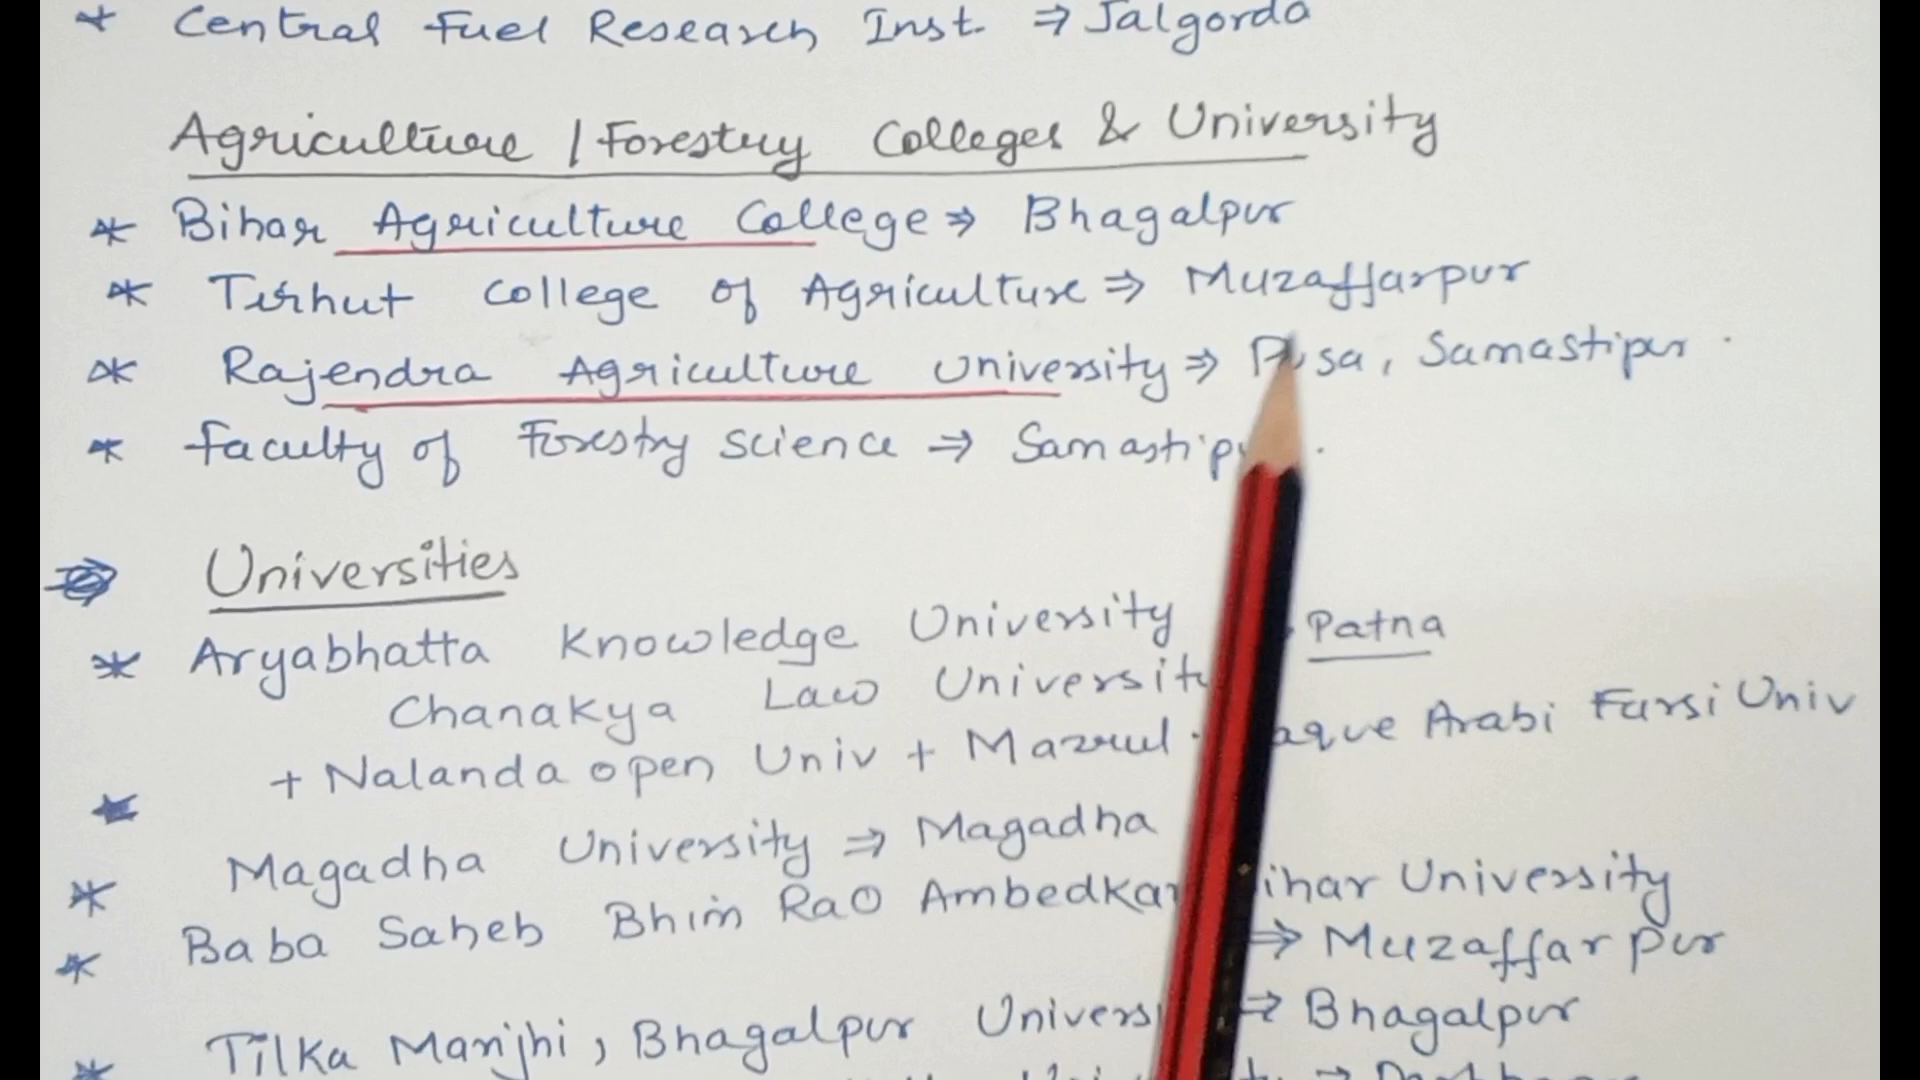 * Central Fuel Research Inst. ⇒ Jalgorda
Agriculture / Forestry Colleges & University
* Bihar Agriculture College ⇒ Bhagalpur
* Tirhut College of Agriculture ⇒ Muzaffarpur
* Rajendra Agriculture University ⇒ Pusa, Samastipur.
* Faculty of Forestry Science ⇒ Samastip
Universities
* Aryabhatta Knowledge University Patna
Chanakya Law Universit
+ Nalanda open Univ + Mazrul aque Arabi Farsi Univ
* Magadha University ⇒ Magadha
* Baba Saheb Bhim Rao Ambedkar ihar University
⇒ Muzaffarpur
* Tilka Manjhi, Bhagalpur Univers ⇒ Bhagalpur